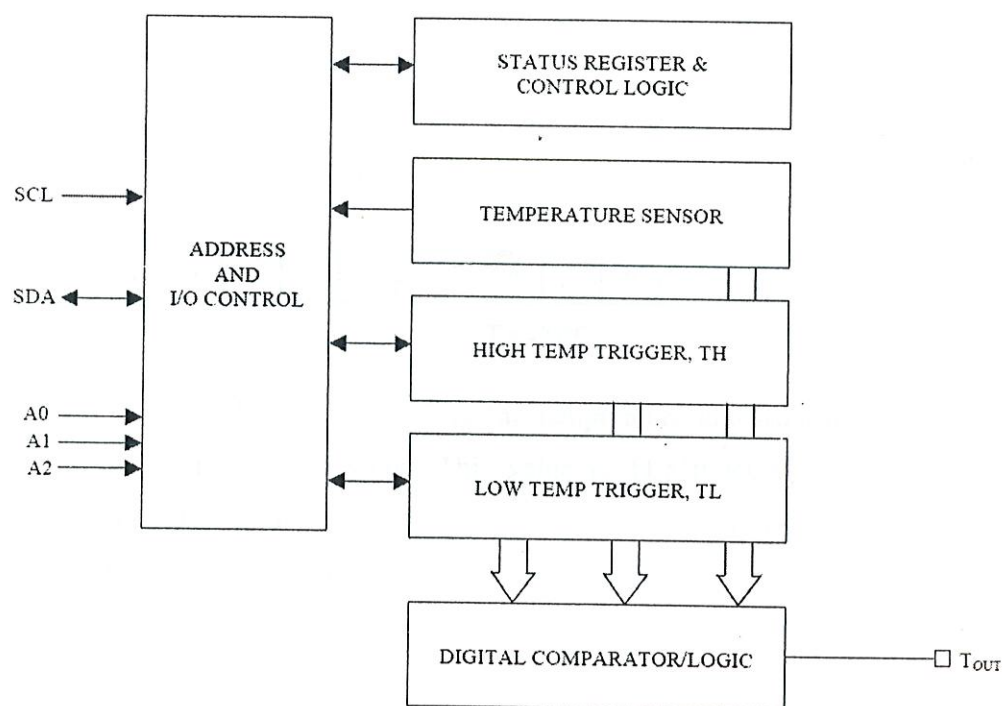 STATUS REGISTER &
CONTROL LOGIC
SCL
TEMPERATURE SENSOR
ADDRESS
AND
I/O CONTROL
SDA
HIGH TEMP TRIGGER, TH
A0
A1
A2
LOW TEMP TRIGGER, TL
DIGITAL COMPARATOR/LOGIC
TOUT